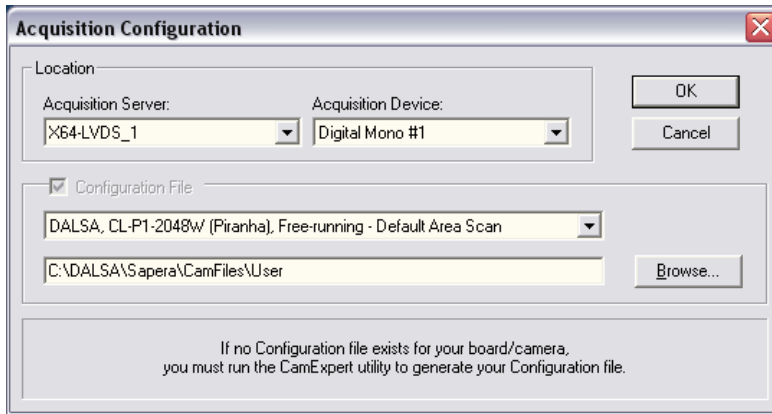 Acquisition Configuration
Location
Acquisition Server:
Acquisition Device:
X64-LVDS_1
Digital Mono #1
OK
Cancel
Configuration File
DALSA, CL-P1-2048W (Piranha), Free-running - Default Area Scan
C:\DALSA\Sapera\CamFiles\User
Browse...
If no Configuration file exists for your board/camera,
you must run the CamExpert utility to generate your Configuration file.